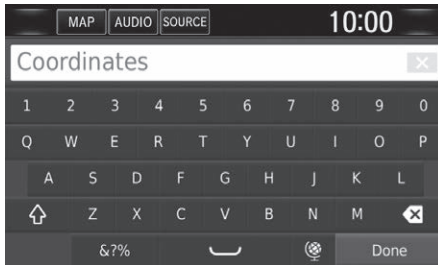 MAP AUDIO SOURCE 10:00
Coordinates
1 2 3 4 5 6 7 8 9 0
Q W E R T Y U I O P
A S D F G H J K L
Z X C V B N M
&?% Done